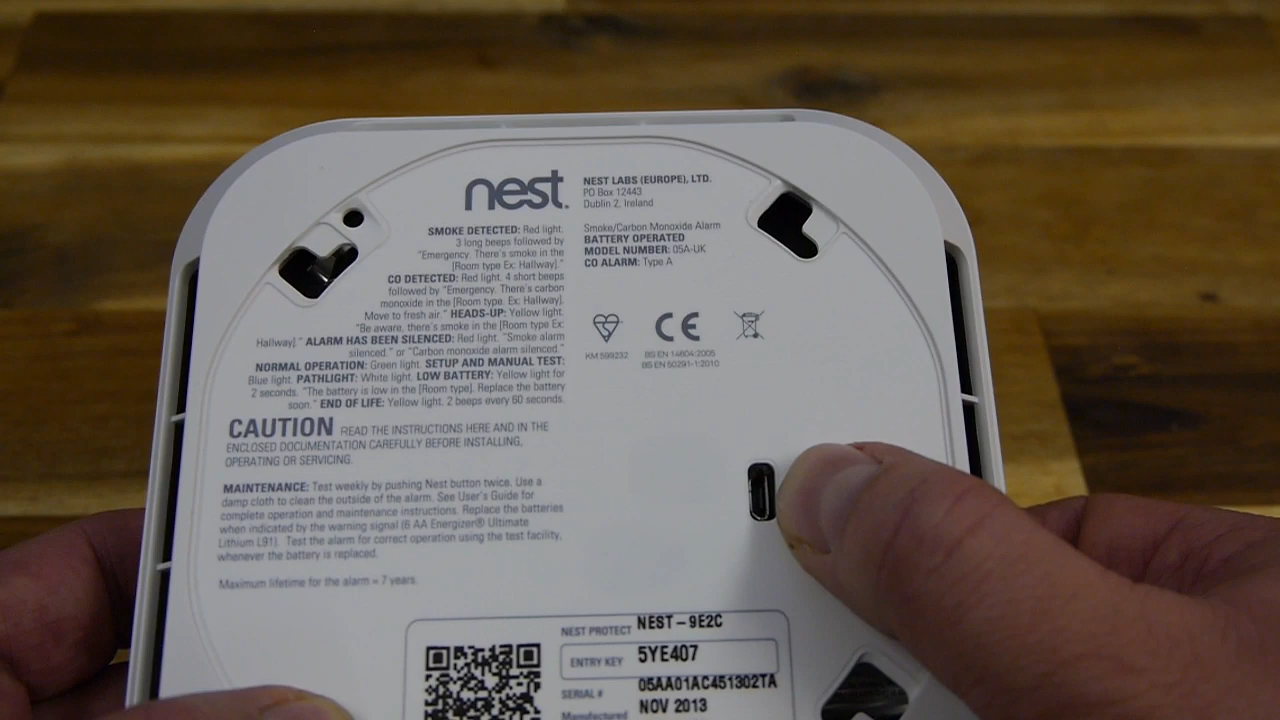 nest.
SMOKE DETECTED: Red light.
3 long beeps followed by
"Emergency. There's smoke in the
[Room type Ex: Hallway]."
CO DETECTED: Red light. 4 short beeps
followed by "Emergency. There's carbon
monoxide in the [Room type. Ex: Hallway].
Move to fresh air." HEADS-UP: Yellow light.
"Be aware, there's smoke in the [Room type Ex:
Hallway]." ALARM HAS BEEN SILENCED: Red light. "Smoke alarm
silenced." or "Carbon monoxide alarm silenced."
NORMAL OPERATION: Green light. SETUP AND MANUAL TEST:
Blue light. PATHLIGHT: White light. LOW BATTERY: Yellow light for
2 seconds. "The battery is low in the [Room type]. Replace the battery
soon." END OF LIFE: Yellow light. 2 beeps every 60 seconds.
NEST LABS (EUROPE), LTD.
PO Box 12443
Dublin 2, Ireland
Smoke/Carbon Monoxide Alarm
BATTERY OPERATED
MODEL NUMBER: 05A-UK
CO ALARM: Type A
CE
KM 599232
BS EN 14604:2005
BS EN 50291-1:2010
CAUTION READ THE INSTRUCTIONS HERE AND IN THE
ENCLOSED DOCUMENTATION CAREFULLY BEFORE INSTALLING,
OPERATING OR SERVICING.
MAINTENANCE: Test weekly by pushing Nest button twice. Use a
damp cloth to clean the outside of the alarm. See User's Guide for
complete operation and maintenance instructions. Replace the batteries
when indicated by the warning signal (6 AA Energizer® Ultimate
Lithium L91). Test the alarm for correct operation using the test facility,
whenever the battery is replaced.
Maximum lifetime for the alarm = 7 years.
NEST PROTECT NEST-9E2C
ENTRY KEY 5YE407
SERIAL # 05AA01AC451302TA
Manufactured NOV 2013